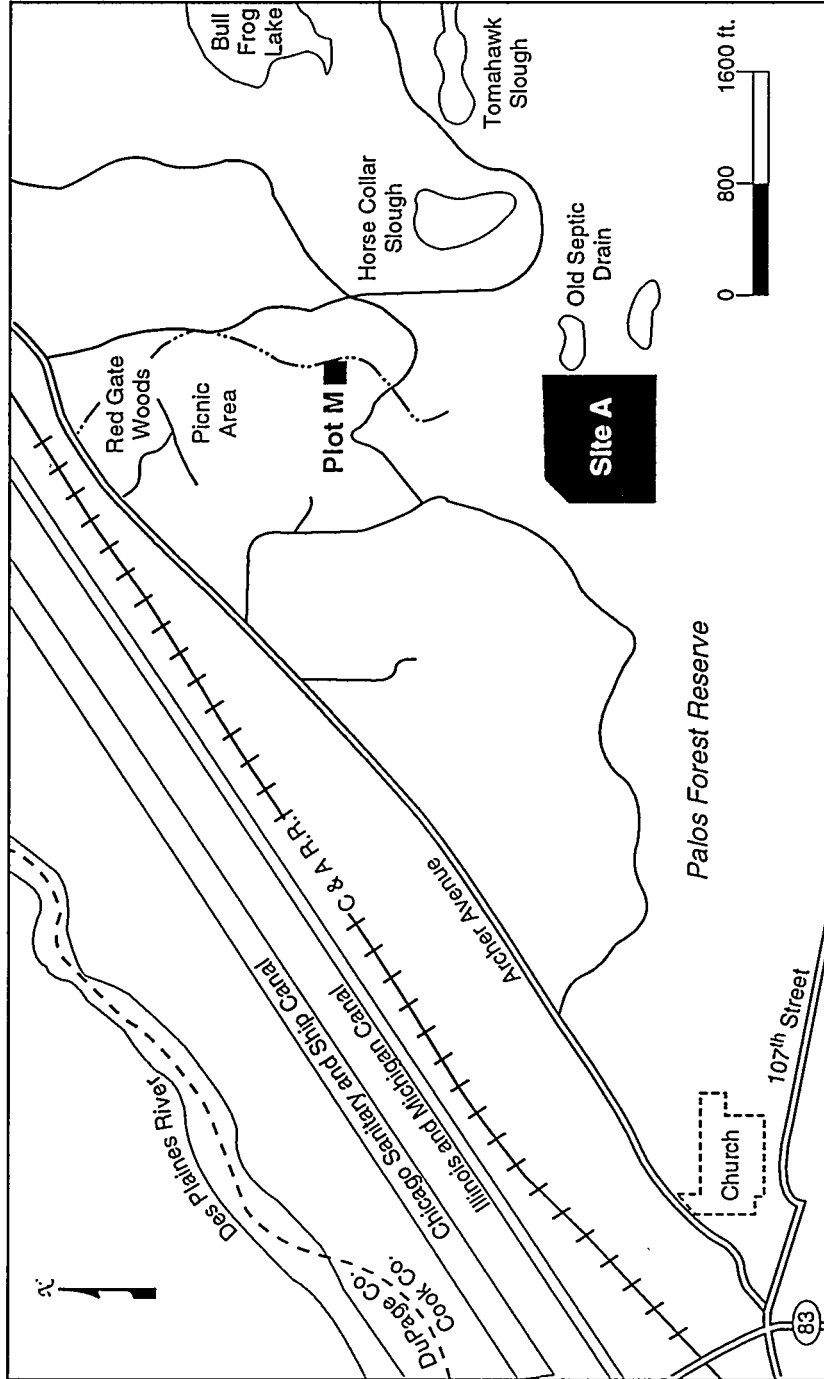 Bull
Frog
Lake
Tomahawk
Slough
Horse Collar
Slough
Old Septic
Drain
0
800
1600 ft.
Red Gate
Woods
Picnic
Area
Plot M
Site A
Palos Forest Reserve
Des Plaines River
Chicago Sanitary and Ship Canal
Illinois and Michigan Canal
C & A R.R.
Archer Avenue
DuPage Co.
Cook Co.
N
Church
107th Street
83